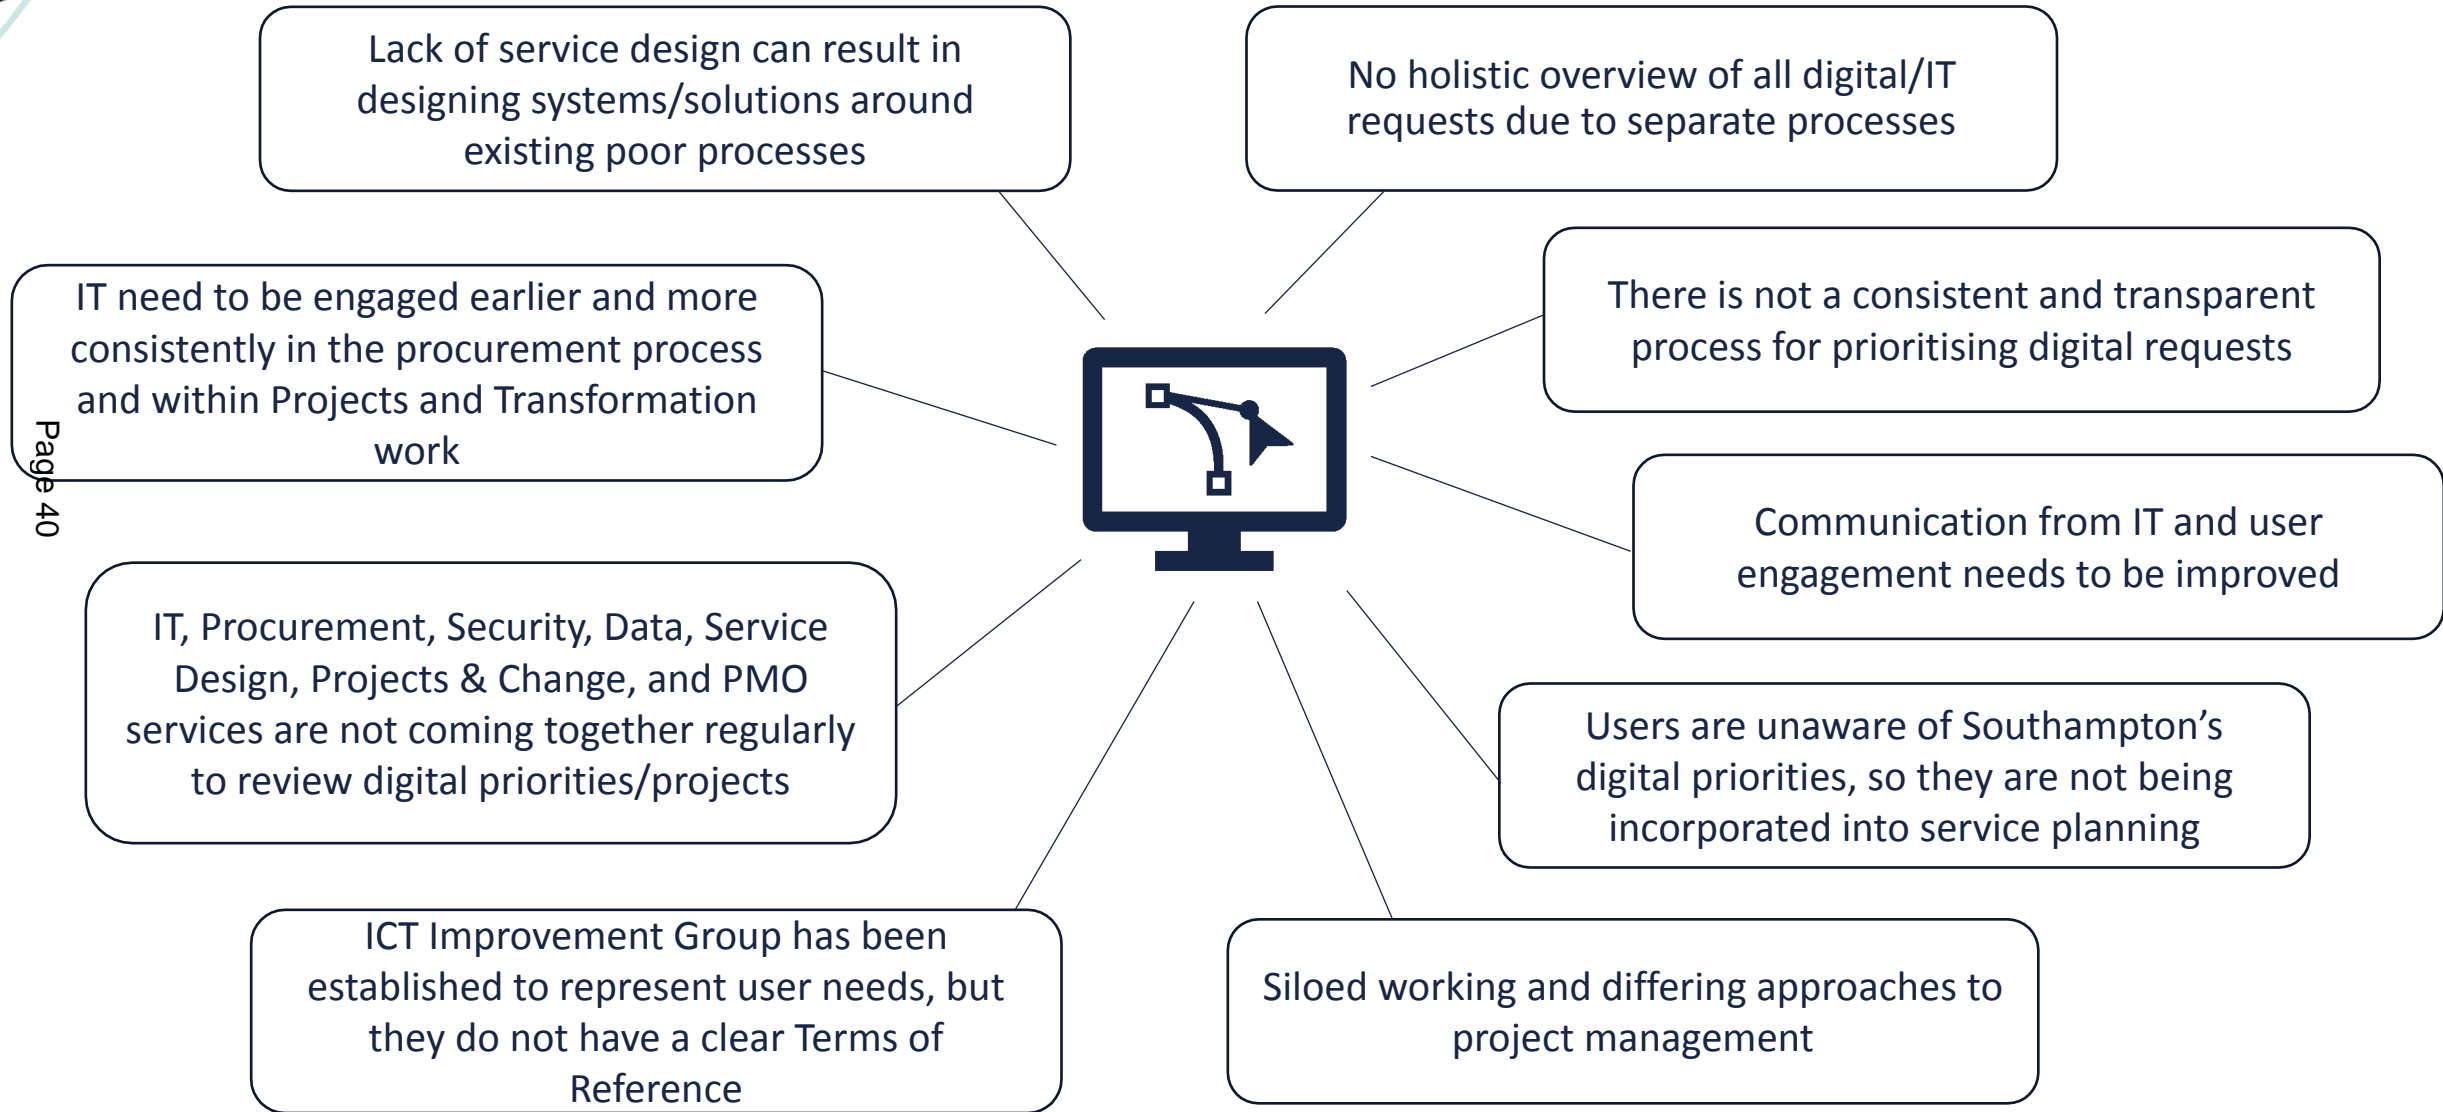 Lack of service design can result in
designing systems/solutions around
existing poor processes
No holistic overview of all digital/IT
requests due to separate processes
IT need to be engaged earlier and more
consistently in the procurement process
and within Projects and Transformation
work
There is not a consistent and transparent
process for prioritising digital requests
Page 40
Communication from IT and user
engagement needs to be improved
IT, Procurement, Security, Data, Service
Design, Projects & Change, and PMO
services are not coming together regularly
to review digital priorities/projects
Users are unaware of Southampton’s
digital priorities, so they are not being
incorporated into service planning
ICT Improvement Group has been
established to represent user needs, but
they do not have a clear Terms of
Reference
Siloed working and differing approaches to
project management